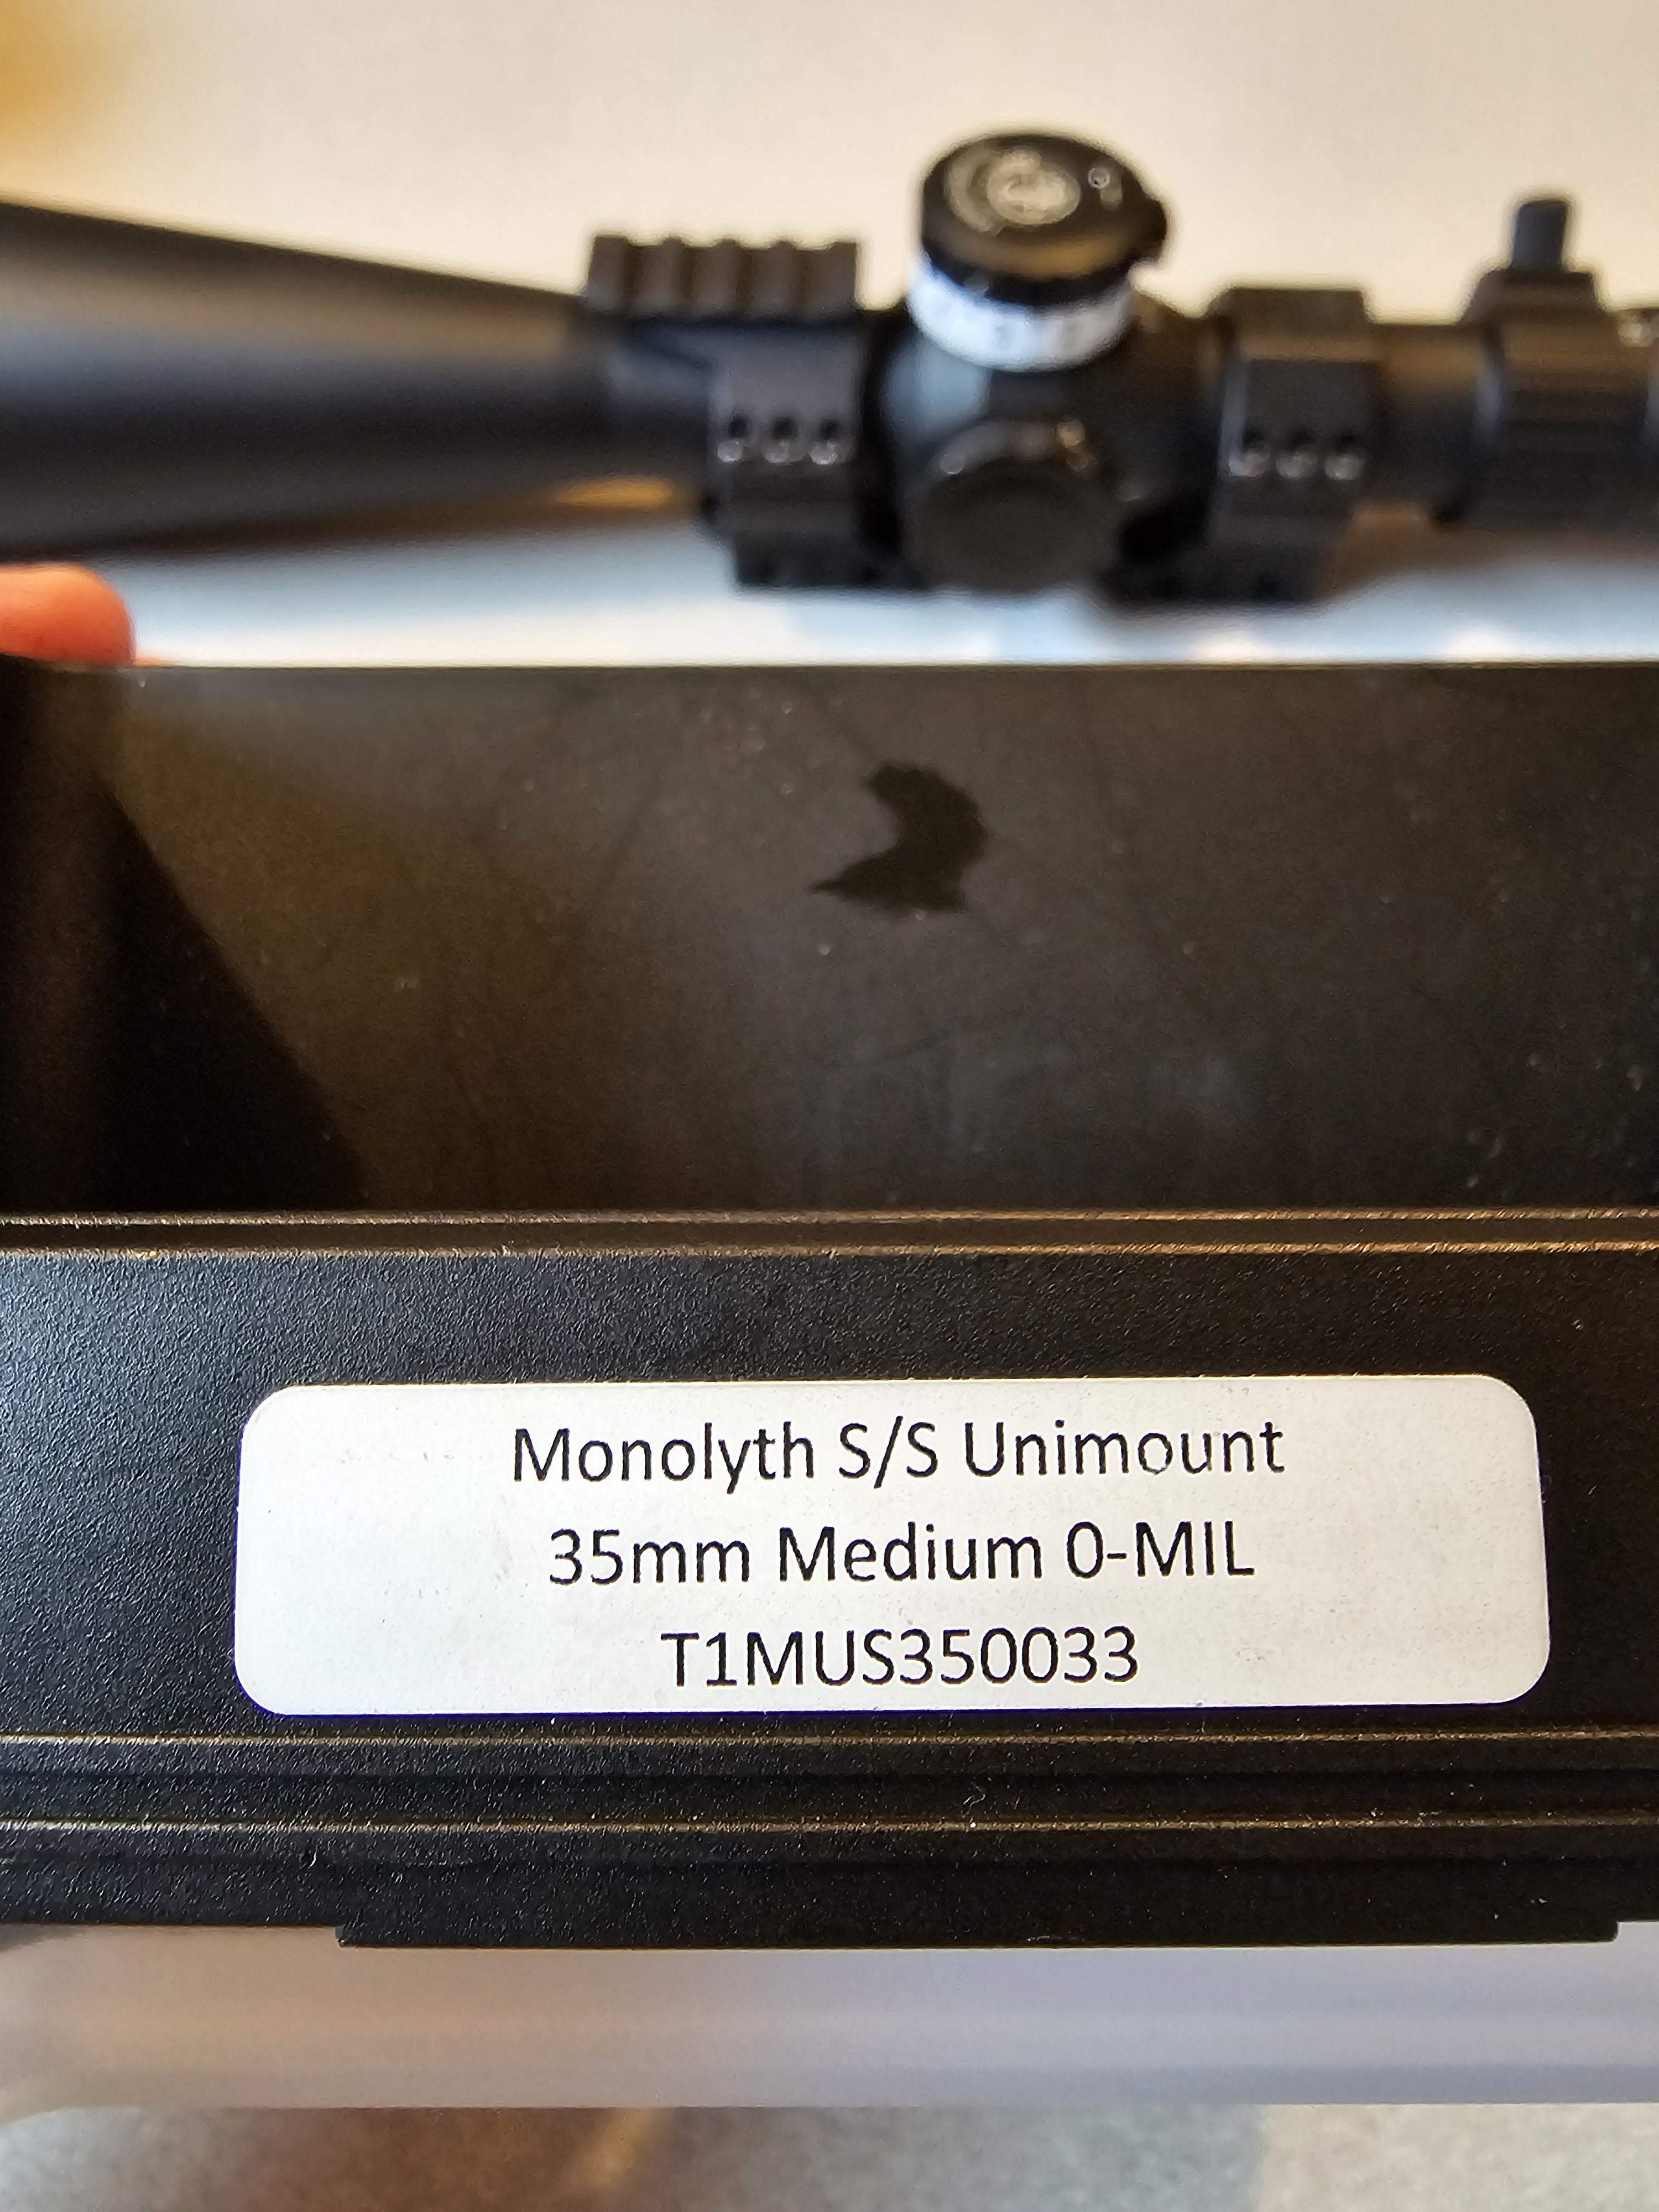 Monolyth S/S Unimount
35mm Medium 0-MIL
T1MUS350033